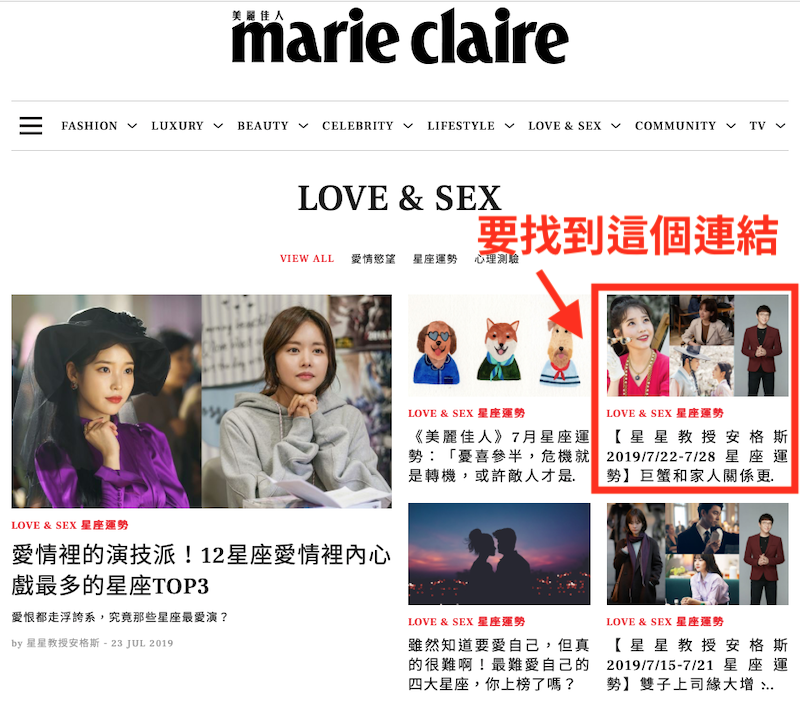 美麗佳人
marie claire
FASHION LUXURY BEAUTY CELEBRITY LIFESTYLE LOVE & SEX COMMUNITY TV
LOVE & SEX
要找到這個連結
VIEW ALL 愛情慾望 星座運勢 心理測驗
LOVE & SEX 星座運勢
愛情裡的演技派！12星座愛情裡內心
戲最多的星座TOP3
愛恨都走浮誇系，究竟那些星座最愛演？
by 星星教授安格斯 - 23 JUL 2019
LOVE & SEX 星座運勢
《美麗佳人》7月星座運
勢：「憂喜參半，危機就
是轉機，或許敵人才是.
LOVE & SEX 星座運勢
【星星教授安格斯
2019/7/22-7/28星座運
勢】巨蟹和家人關係更.
LOVE & SEX 星座運勢
雖然知道要愛自己，但真
的很難啊！最難愛自己的
四大星座，你上榜了嗎？
LOVE & SEX 星座運勢
【星星教授安格斯
2019/7/15-7/21星座運
勢】雙子上司緣大增、..